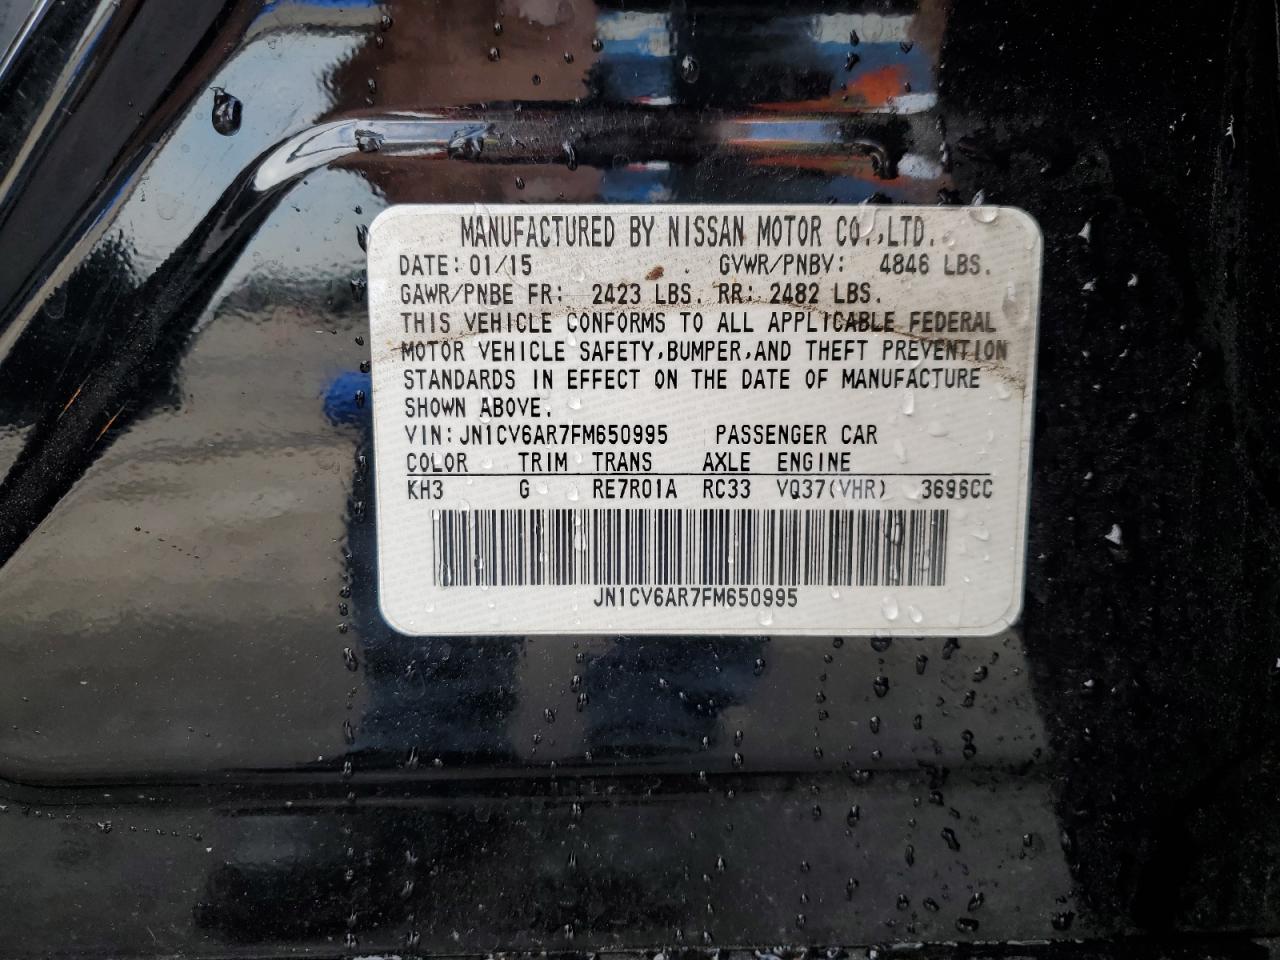 MANUFACTURED BY NISSAN MOTOR CO.,LTD.
DATE: 01/15 GVWR/PNBV: 4846 LBS.
GAWR/PNBE FR: 2423 LBS. RR: 2482 LBS.
THIS VEHICLE CONFORMS TO ALL APPLICABLE FEDERAL
MOTOR VEHICLE SAFETY,BUMPER,AND THEFT PREVENTION
STANDARDS IN EFFECT ON THE DATE OF MANUFACTURE
SHOWN ABOVE.
VIN: JN1CV6AR7FM650995 PASSENGER CAR
COLOR TRIM TRANS AXLE ENGINE
KH3 G RE7R01A RC33 VQ37(VHR) 3696CC
JN1CV6AR7FM650995